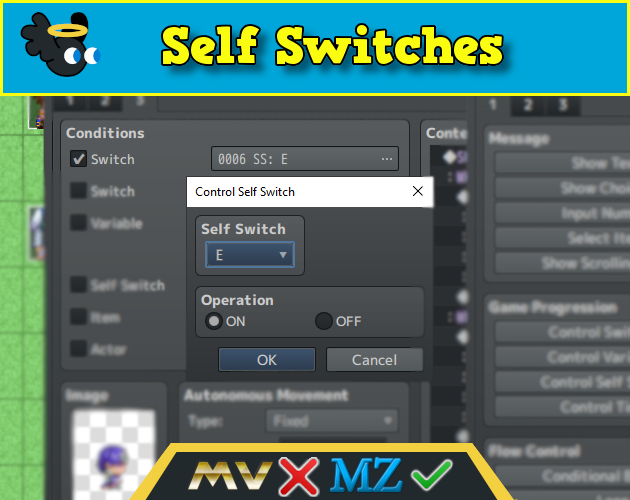 Self Switches
1 2 3
1 2 3
Conditions
Switch
0006 SS: E
...
Switch
Variable
Self Switch
Item
Actor
Image
Autonomous Movement
Type:
Fixed
Control Self Switch
Self Switch
E
Operation
ON
OFF
OK
Cancel
Conte
Message
Show Te
Show Choi
Input Num
Select Ite
Show Scrolling
Game Progression
Control Swit
Control Vari
Control Self S
Control Ti
Flow Control
Conditional B
MV MZ